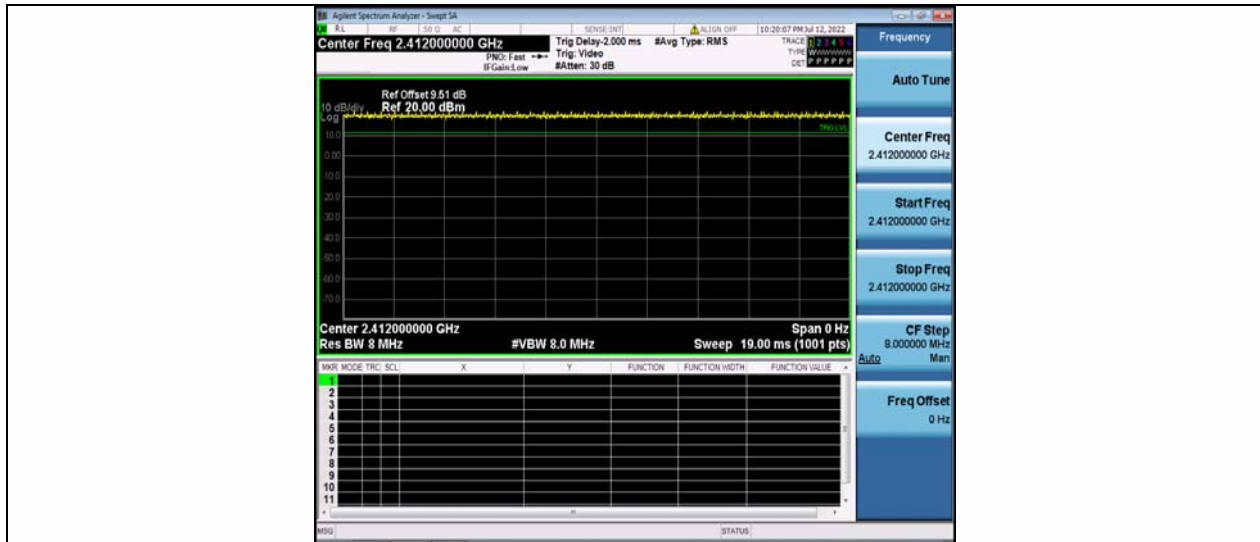 Agilent Spectrum Analyzer - Swept SA
RL RF 50 Ω AC SENSE:INT ALIGN OFF 10:20:07 PM Jul 12, 2022
Center Freq 2.412000000 GHz
Trig Delay-2.000 ms #Avg Type: RMS
TRACE 1 2 3 4 5 6
PNO: Fast Trig: Video
TYPE
IFGain:Low #Atten: 30 dB
DET P P P P P P
Ref Offset 9.51 dB
10 dB/div Ref 20.00 dBm
Log
TRIG LVL
10.0
0.00
-10.0
-20.0
-30.0
-40.0
-50.0
-60.0
-70.0
Center 2.412000000 GHz Span 0 Hz
Res BW 8 MHz #VBW 8.0 MHz Sweep 19.00 ms (1001 pts)
MKR MODE TRC SCL X Y FUNCTION FUNCTION WIDTH FUNCTION VALUE
1
2
3
4
5
6
7
8
9
10
11
MSG STATUS
Frequency
Auto Tune
Center Freq
2.412000000 GHz
Start Freq
2.412000000 GHz
Stop Freq
2.412000000 GHz
CF Step
8.000000 MHz
Auto Man
Freq Offset
0 Hz